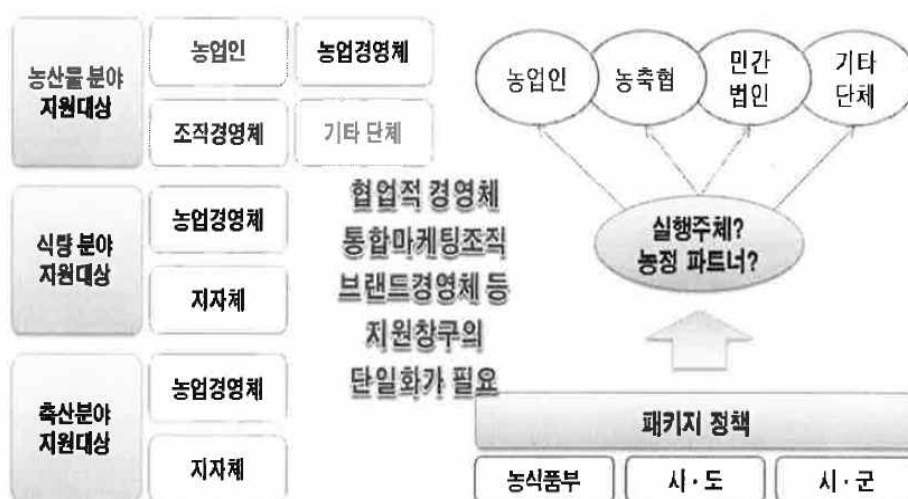 농산물 분야
지원대상
농업인
농업경영체
조직경영체
기타 단체
식량 분야
지원대상
농업경영체
지자체
축산분야
지원대상
농업경영체
지자체
협업적 경영체
통합마케팅조직
브랜드경영체 등
지원창구의
단일화가 필요
농업인
농축협
민간
법인
기타
단체
실행주체?
농정 파트너?
패키지 정책
농식품부
시·도
시·군